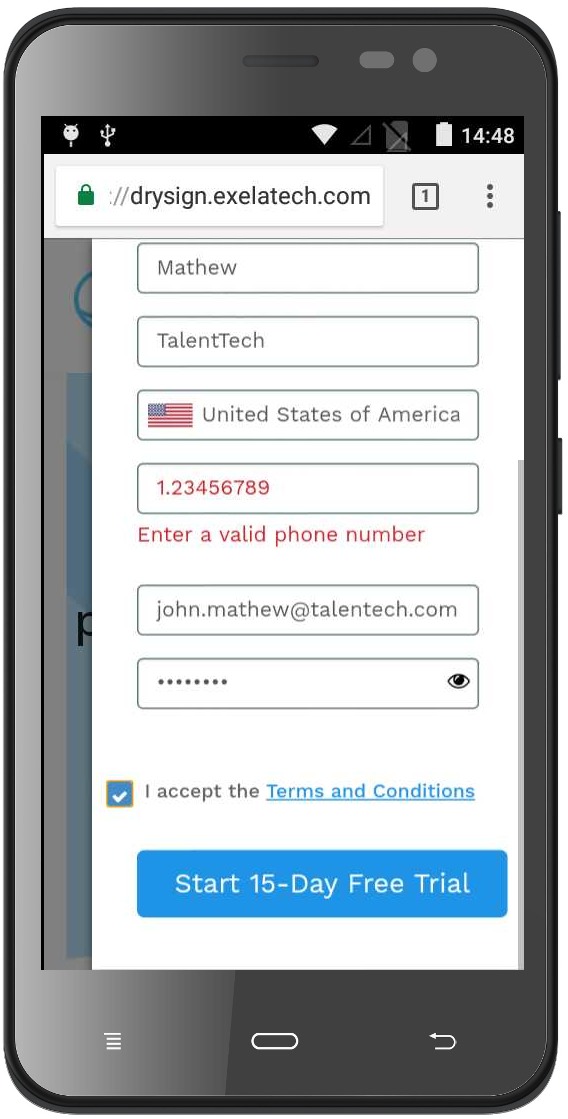 14:48
://drysign.exelatech.com
1
Mathew
TalentTech
United States of America
1.23456789
Enter a valid phone number
john.mathew@talentech.com
••••••••
I accept the Terms and Conditions
p
Start 15-Day Free Trial